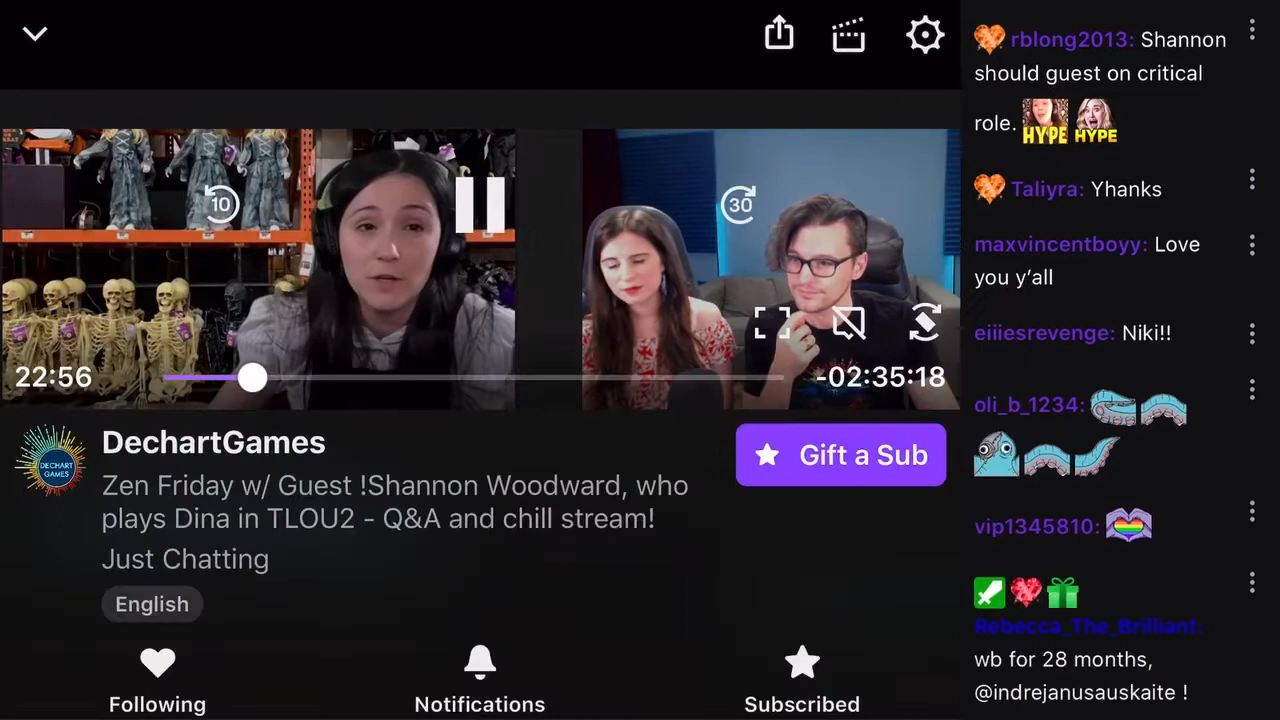 10
30
22:56
-02:35:18
DECHART
GAMES
DechartGames
Gift a Sub
Zen Friday w/ Guest !Shannon Woodward, who
plays Dina in TLOU2 - Q&A and chill stream!
Just Chatting
English
Following
Notifications
Subscribed
rblong2013: Shannon
should guest on critical
role. HYPE HYPE
Taliyra: Yhanks
maxvincentboyy: Love
you y’all
eiiiesrevenge: Niki!!
oli_b_1234:
vip1345810:
Rebecca_The_Brilliant:
wb for 28 months,
@indrejanusauskaite !